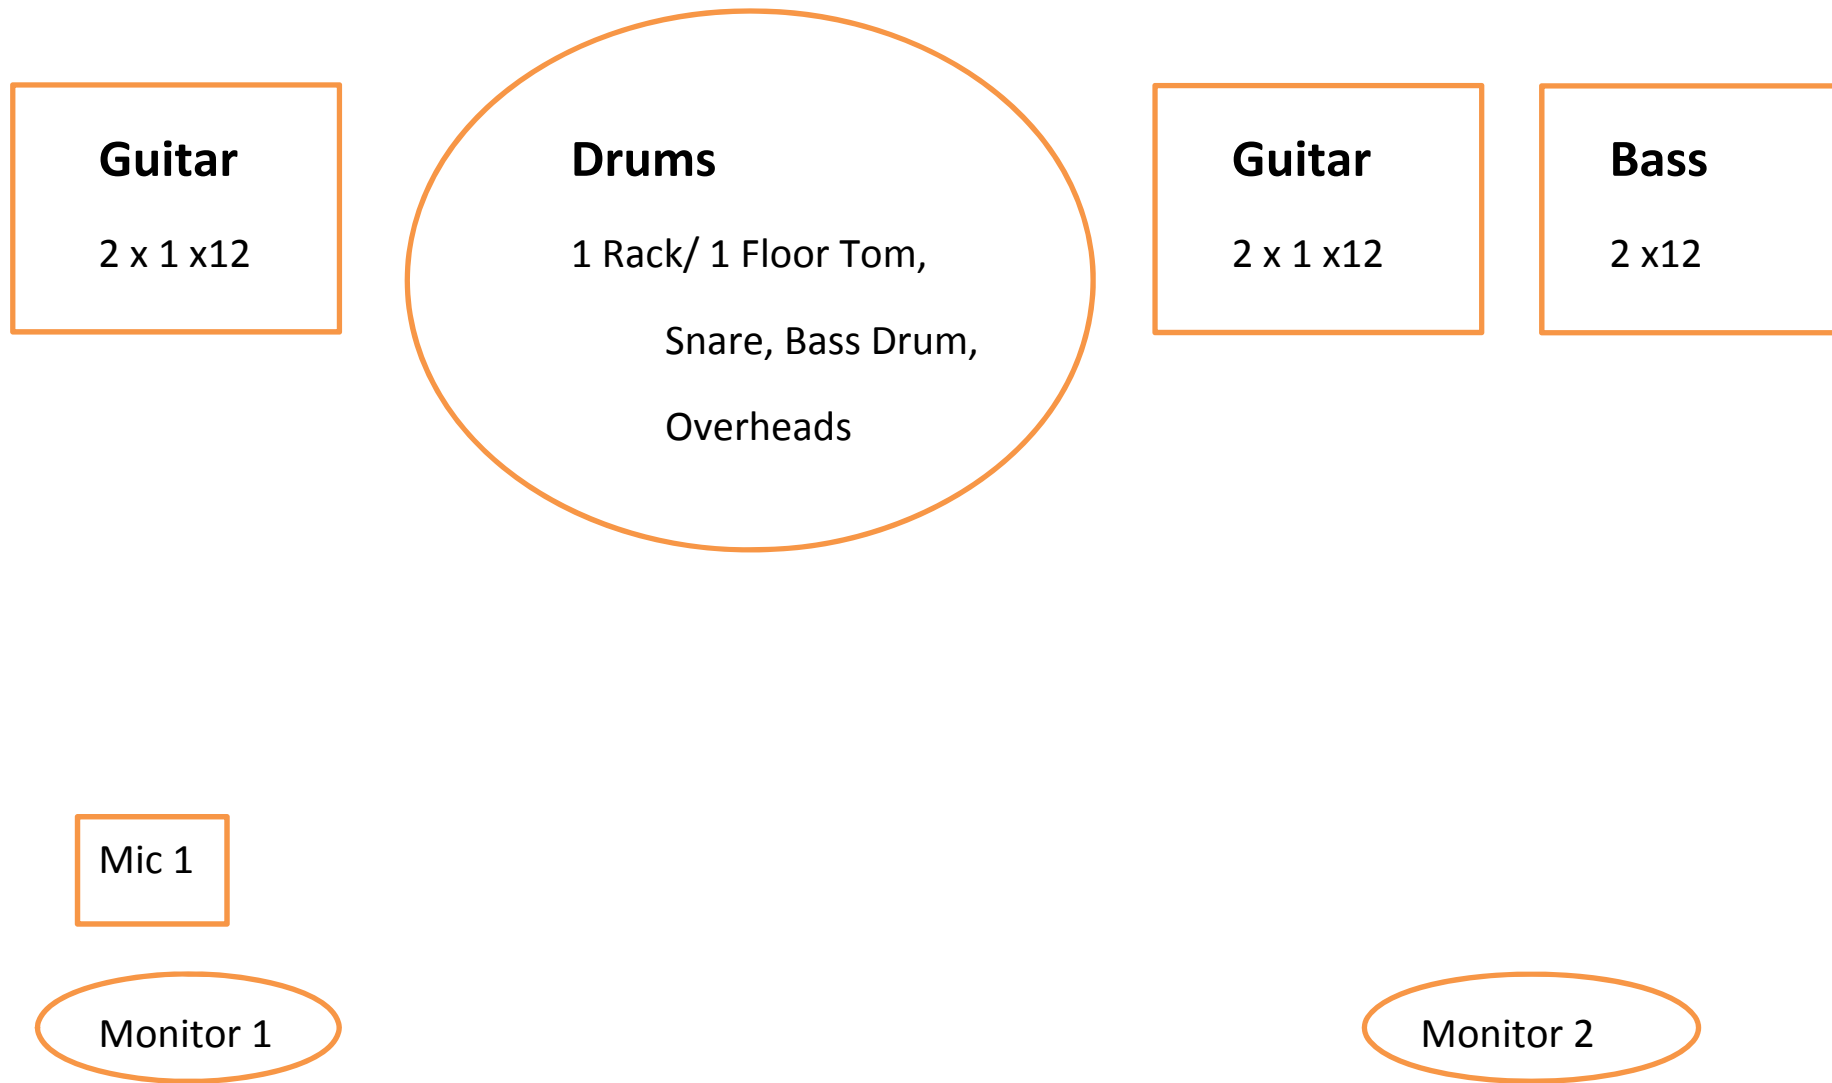 Guitar
2 x 1 x12
Drums
1 Rack/ 1 Floor Tom,
Snare, Bass Drum,
Overheads
Guitar
2 x 1 x12
Bass
2 x12
Mic 1
Monitor 1
Monitor 2